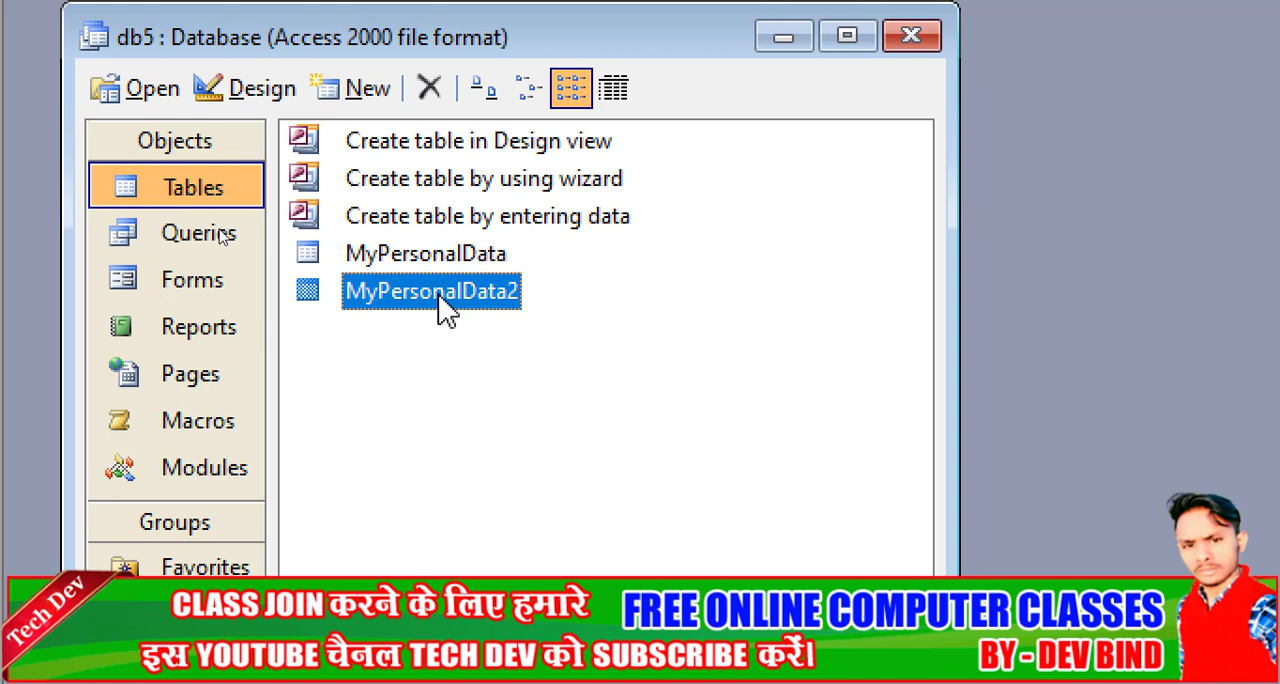 db5 : Database (Access 2000 file format)
Open Design New
Objects
Tables
Queries
Forms
Reports
Pages
Macros
Modules
Groups
Favorites
Create table in Design view
Create table by using wizard
Create table by entering data
MyPersonalData
MyPersonalData2
Tech Dev
CLASS JOIN करने के लिए हमारे
इस YOUTUBE चैनल TECH DEV को SUBSCRIBE करें।
FREE ONLINE COMPUTER CLASSES
BY - DEV BIND